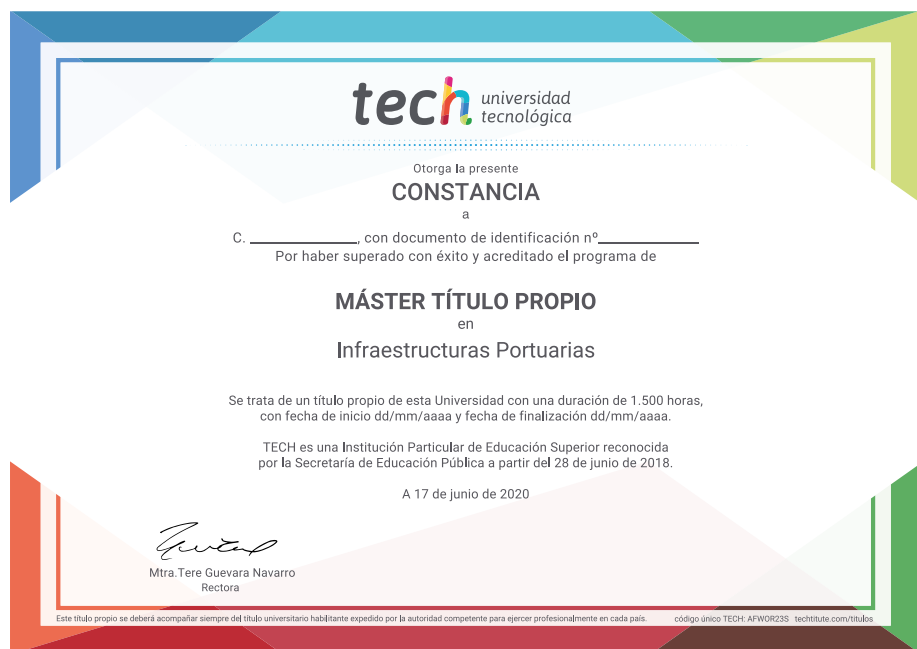 tech universidad
tecnológica
Otorga la presente
CONSTANCIA
a
C. ____________, con documento de identificación nº____________
Por haber superado con éxito y acreditado el programa de
MÁSTER TÍTULO PROPIO
en
Infraestructuras Portuarias
Se trata de un título propio de esta Universidad con una duración de 1.500 horas,
con fecha de inicio dd/mm/aaaa y fecha de finalización dd/mm/aaaa.
TECH es una Institución Particular de Educación Superior reconocida
por la Secretaría de Educación Pública a partir del 28 de junio de 2018.
A 17 de junio de 2020
Mtra.Tere Guevara Navarro
Rectora
Este título propio se deberá acompañar siempre del título universitario habilitante expedido por la autoridad competente para ejercer profesionalmente en cada país. código único TECH: AFWOR23S techtitute.com/titulos